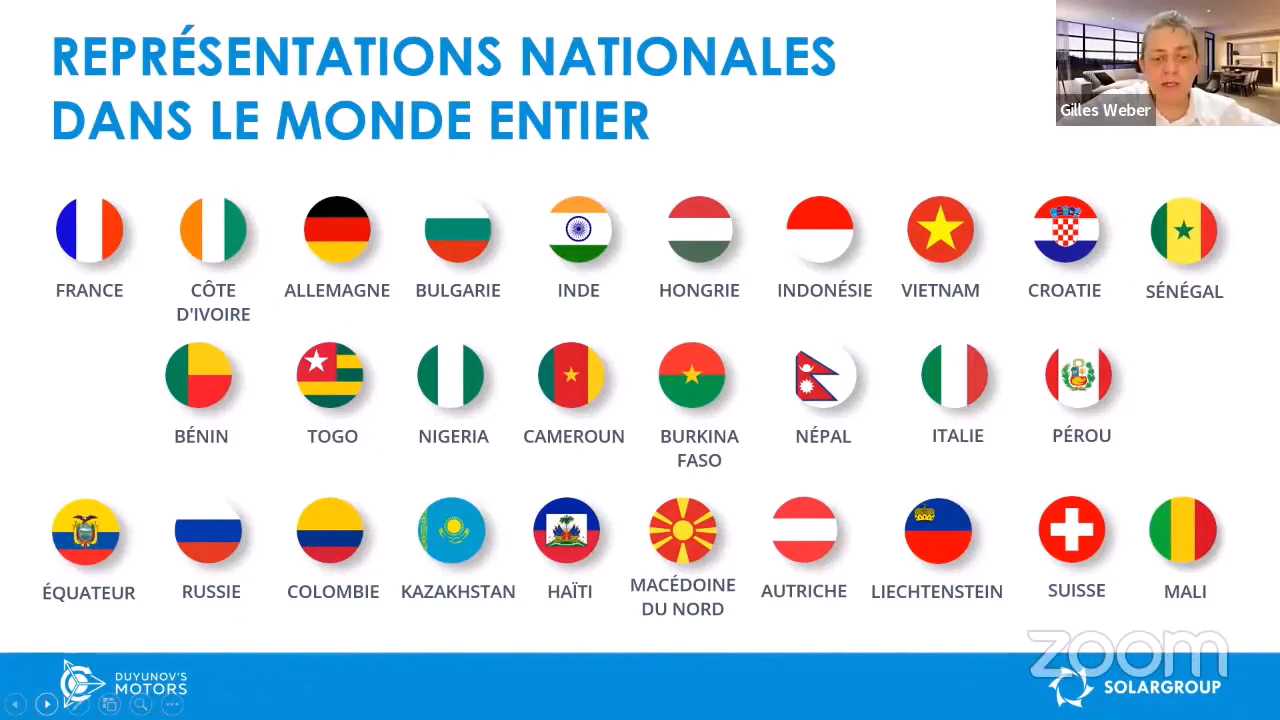 REPRÉSENTATIONS NATIONALES
DANS LE MONDE ENTIER
Gilles Weber
FRANCE
CÔTE
D'IVOIRE
ALLEMAGNE
BULGARIE
INDE
HONGRIE
INDONÉSIE
VIETNAM
CROATIE
SÉNÉGAL
BÉNIN
TOGO
NIGERIA
CAMEROUN
BURKINA
FASO
NÉPAL
ITALIE
PÉROU
ÉQUATEUR
RUSSIE
COLOMBIE
KAZAKHSTAN
HAÏTI
MACÉDOINE
DU NORD
AUTRICHE
LIECHTENSTEIN
SUISSE
MALI
zoom
DUYUNOV'S
MOTORS
SOLARGROUP